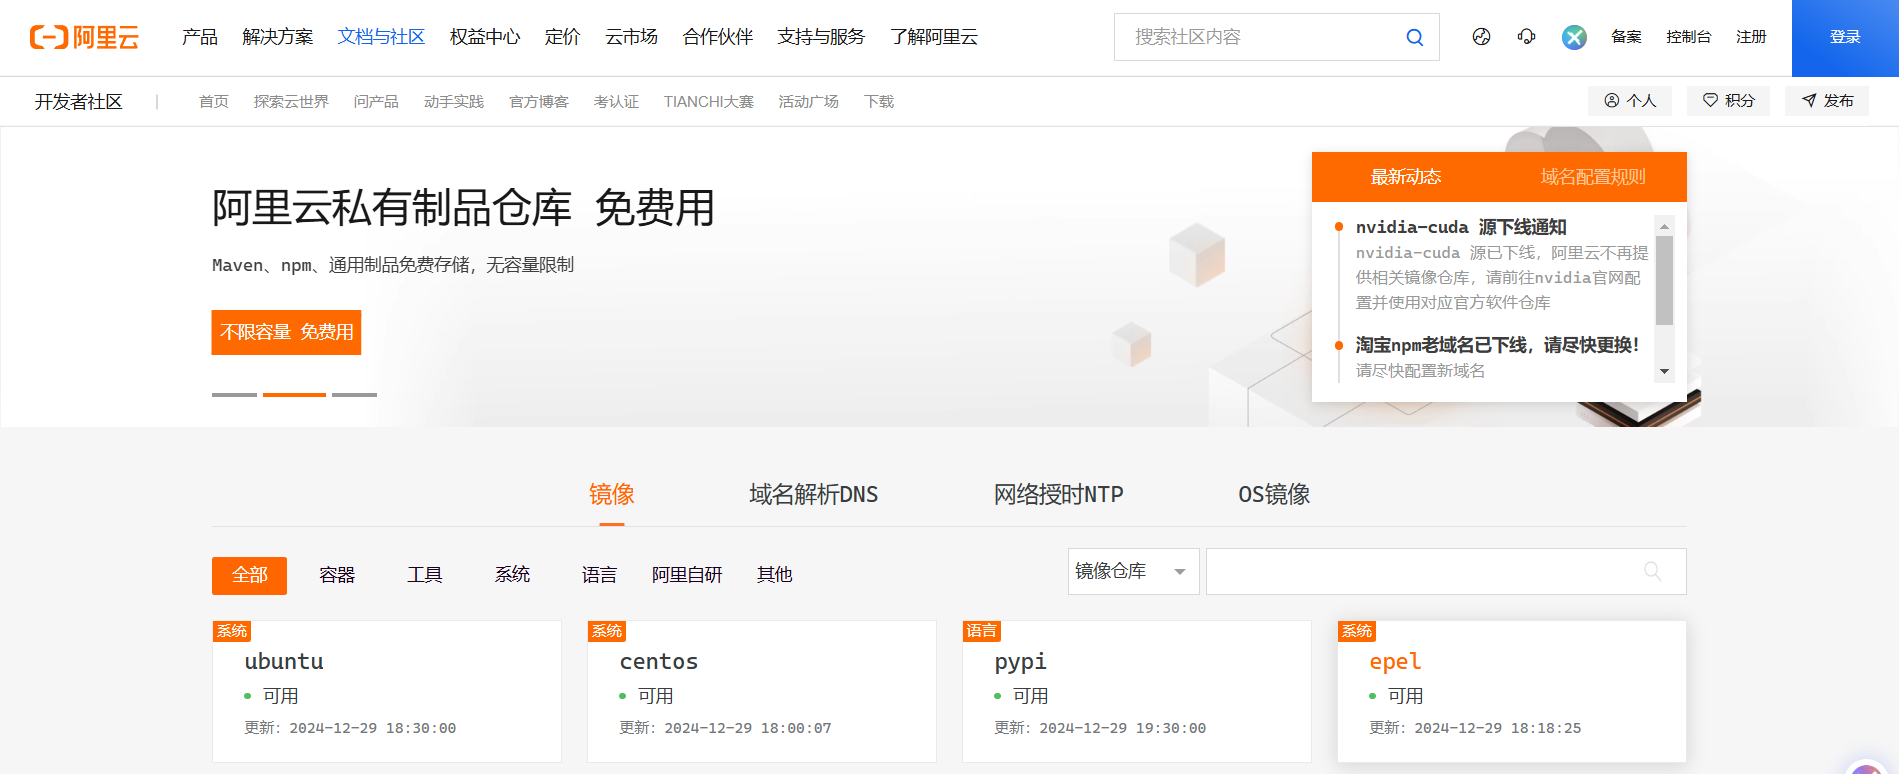 阿里云 产品 解决方案 文档与社区 权益中心 定价 云市场 合作伙伴 支持与服务 了解阿里云 搜索社区内容 备案 控制台 注册 登录
开发者社区 | 首页 探索云世界 问产品 动手实践 官方博客 考认证 TIANCHI大赛 活动广场 下载 个人 积分 发布
阿里云私有制品仓库 免费用
Maven、npm、通用制品免费存储，无容量限制
不限容量 免费用
最新动态 域名配置规则
nvidia-cuda 源下线通知
nvidia-cuda 源已下线，阿里云不再提
供相关镜像仓库，请前往nvidia官网配
置并使用对应官方软件仓库
淘宝npm老域名已下线，请尽快更换！
请尽快配置新域名
镜像 域名解析DNS 网络授时NTP OS镜像
全部 容器 工具 系统 语言 阿里自研 其他 镜像仓库
系统
ubuntu
可用
更新：2024-12-29 18:30:00
系统
centos
可用
更新：2024-12-29 18:00:07
语言
pypi
可用
更新：2024-12-29 19:30:00
系统
epel
可用
更新：2024-12-29 18:18:25